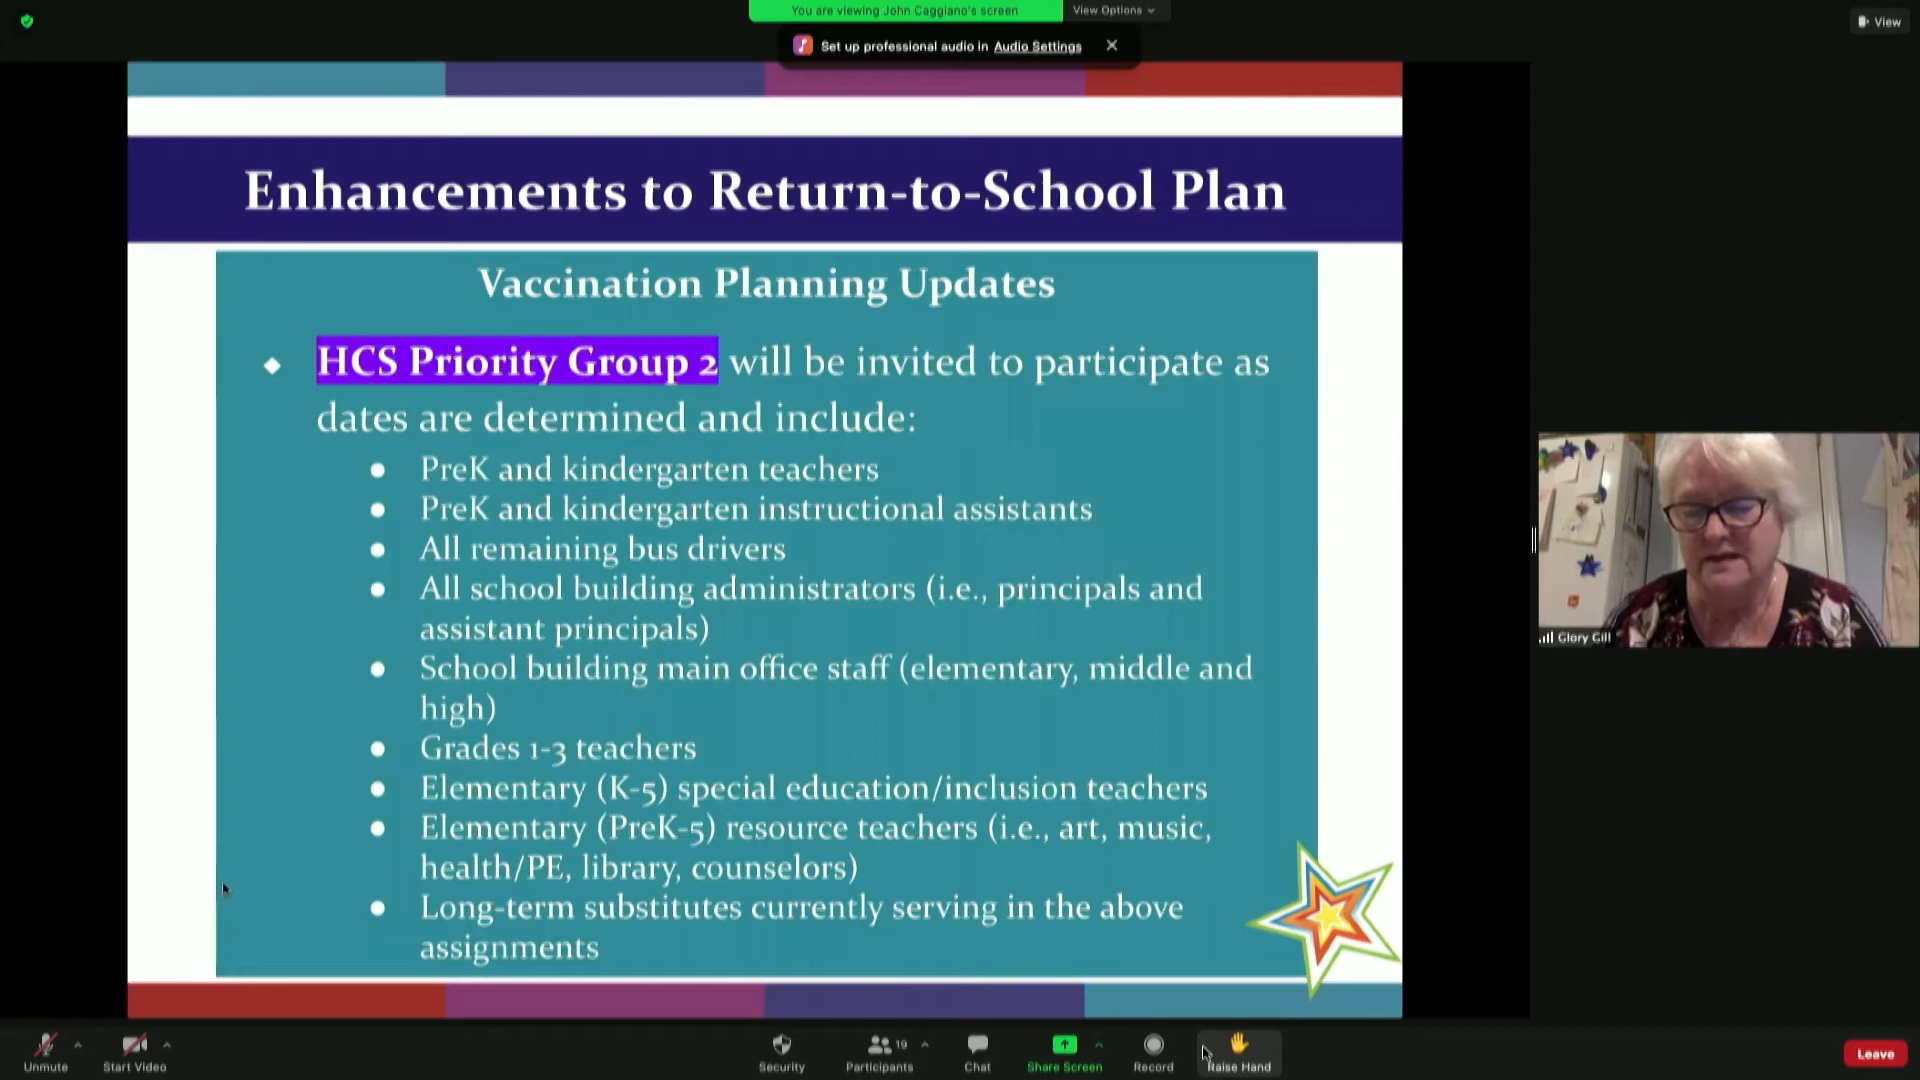 You are viewing John Caggiano's screen
View Options
View
Set up professional audio in Audio Settings
Enhancements to Return-to-School Plan
Vaccination Planning Updates
HCS Priority Group 2 will be invited to participate as
dates are determined and include:
PreK and kindergarten teachers
PreK and kindergarten instructional assistants
All remaining bus drivers
All school building administrators (i.e., principals and
assistant principals)
School building main office staff (elementary, middle and
high)
Grades 1-3 teachers
Elementary (K-5) special education/inclusion teachers
Elementary (PreK-5) resource teachers (i.e., art, music,
health/PE, library, counselors)
Long-term substitutes currently serving in the above
assignments
Glory Gill
Unmute
Start Video
Security
19
Participants
Chat
Share Screen
Record
Raise Hand
Leave